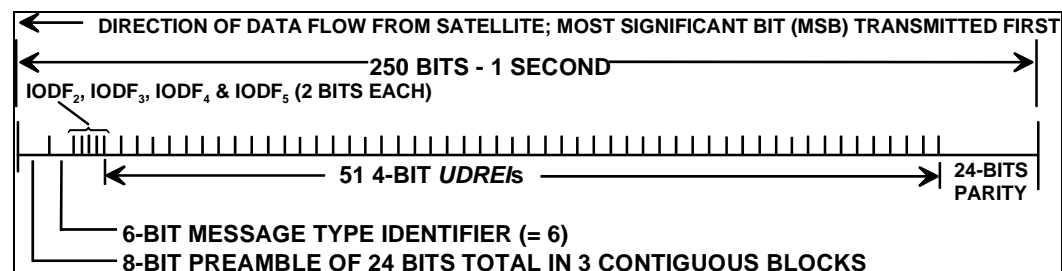 DIRECTION OF DATA FLOW FROM SATELLITE; MOST SIGNIFICANT BIT (MSB) TRANSMITTED FIRST
250 BITS - 1 SECOND
IODF2, IODF3, IODF4 & IODF5 (2 BITS EACH)
51 4-BIT UDREIs
24-BITS
PARITY
6-BIT MESSAGE TYPE IDENTIFIER (= 6)
8-BIT PREAMBLE OF 24 BITS TOTAL IN 3 CONTIGUOUS BLOCKS